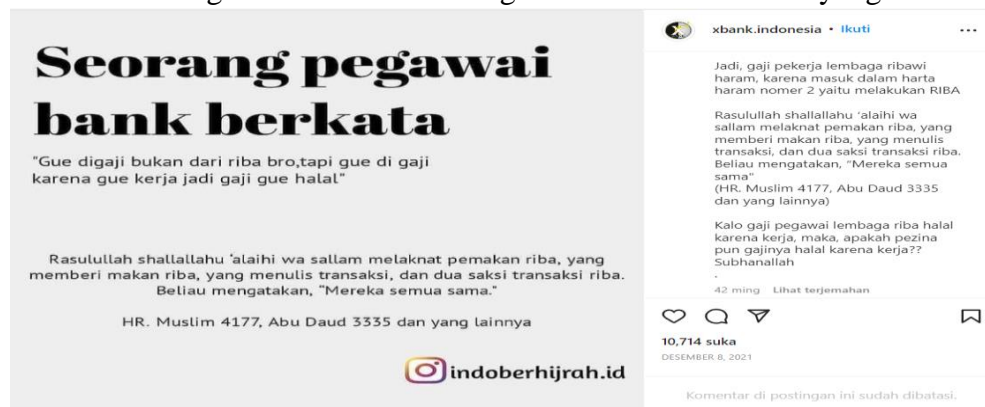 Seorang pegawai
bank berkata
"Gue digaji bukan dari riba bro,tapi gue di gaji
karena gue kerja jadi gaji gue halal"
Rasulullah shallallahu ‘alaihi wa sallam melaknat pemakan riba, yang
memberi makan riba, yang menulis transaksi, dan dua saksi transaksi riba.
Beliau mengatakan, "Mereka semua sama."
HR. Muslim 4177, Abu Daud 3335 dan yang lainnya
indoberhijrah.id
xbank.indonesia • Ikuti
Jadi, gaji pekerja lembaga ribawi
haram, karena masuk dalam harta
haram nomer 2 yaitu melakukan RIBA
Rasulullah shallallahu ‘alaihi wa
sallam melaknat pemakan riba, yang
memberi makan riba, yang menulis
transaksi, dan dua saksi transaksi riba.
Beliau mengatakan, "Mereka semua
sama"
(HR. Muslim 4177, Abu Daud 3335
dan yang lainnya)
Kalo gaji pegawai lembaga riba halal
karena kerja, maka, apakah pezina
pun gajinya halal karena kerja??
Subhanallah
.
42 ming Lihat terjemahan
10,714 suka
DESEMBER 8, 2021
Komentar di postingan ini sudah dibatasi.